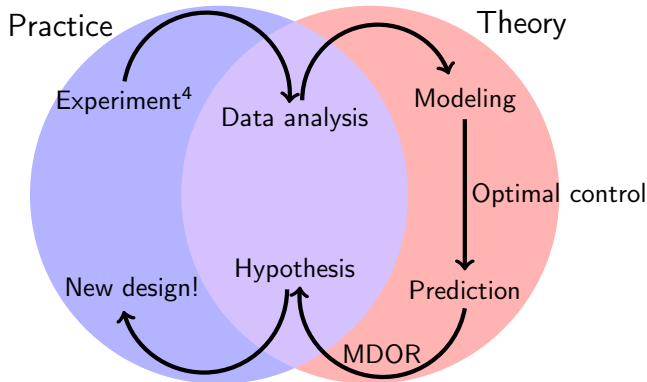 Practice
Theory
Experiment⁴
Data analysis
Modeling
Optimal control
Hypothesis
New design!
Prediction
MDOR